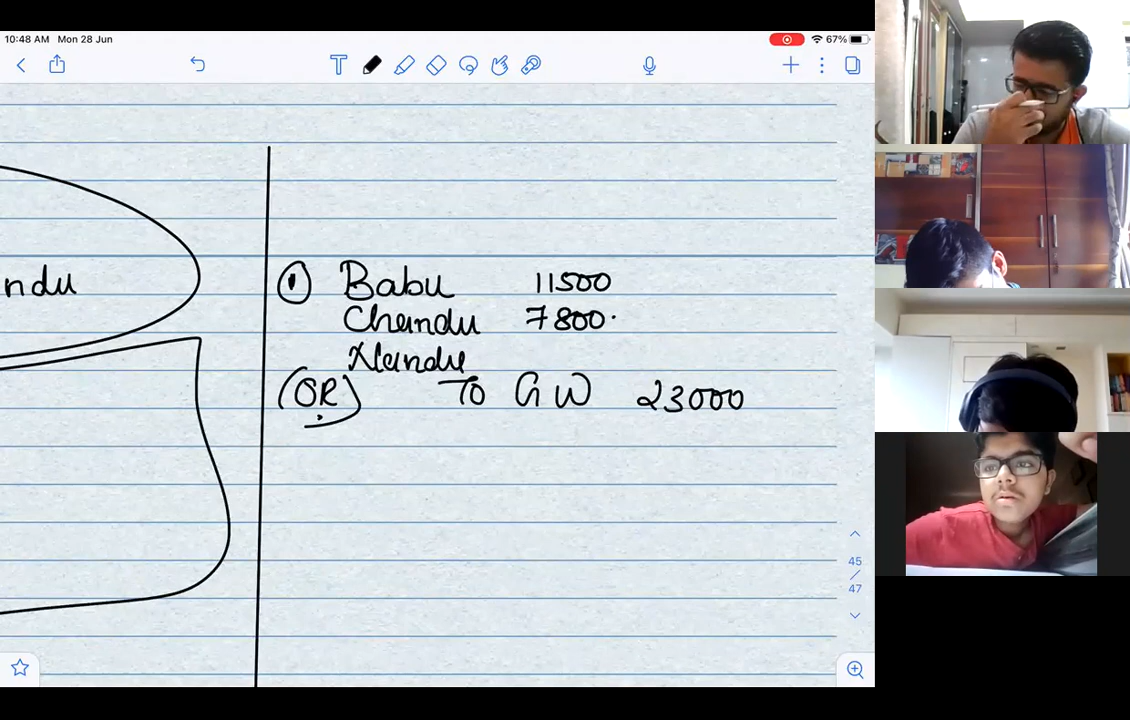 10:48 AM Mon 28 Jun
67%
T
ndu
① Babu 11500
Chandu 7800.
Nandu
(OR) To GW 23000
45
/
47